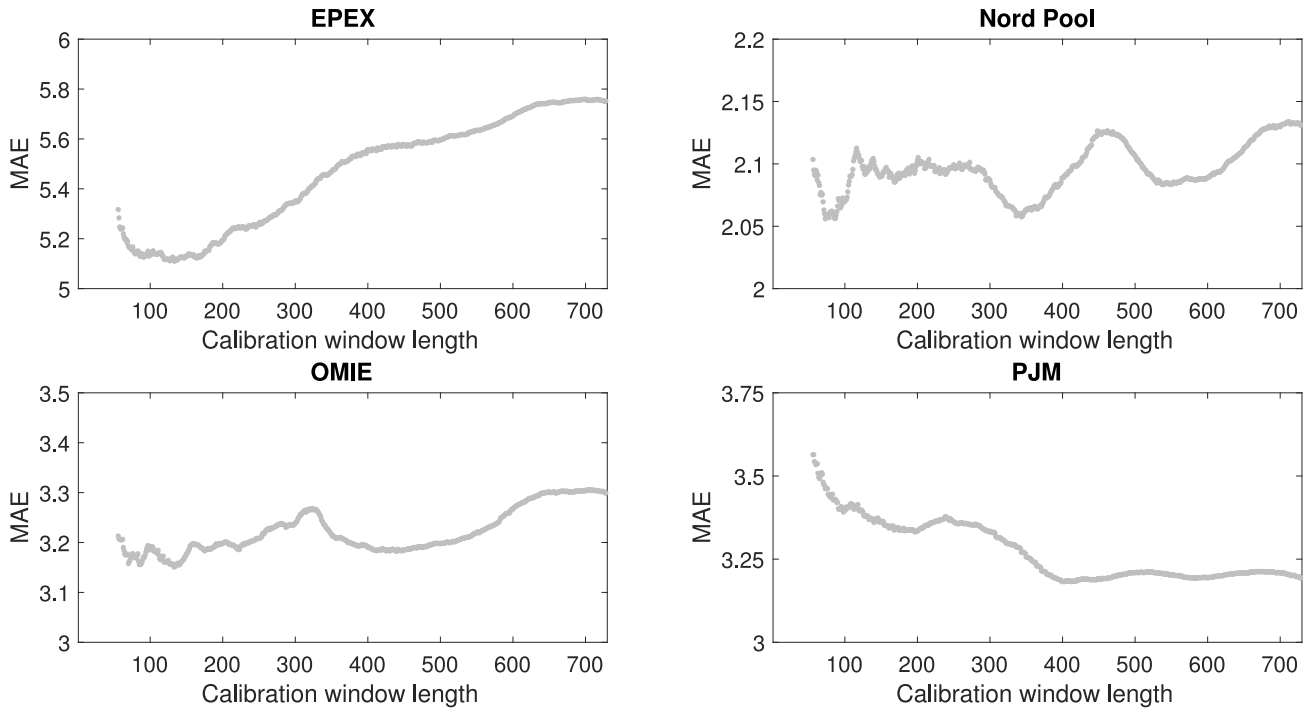 EPEX
6
5.8
5.6
5.4
5.2
5
MAE
100 200 300 400 500 600 700
Calibration window length
Nord Pool
2.2
2.15
2.1
2.05
2
MAE
100 200 300 400 500 600 700
Calibration window length
OMIE
3.5
3.4
3.3
3.2
3.1
3
MAE
100 200 300 400 500 600 700
Calibration window length
PJM
3.75
3.5
3.25
3
MAE
100 200 300 400 500 600 700
Calibration window length